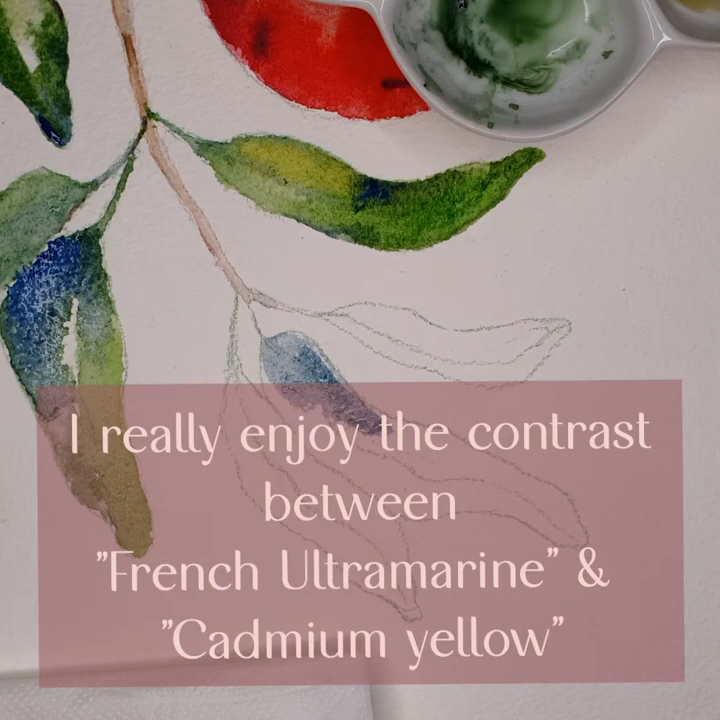 I really enjoy the contrast
between
"French Ultramarine" &
"Cadmium yellow"